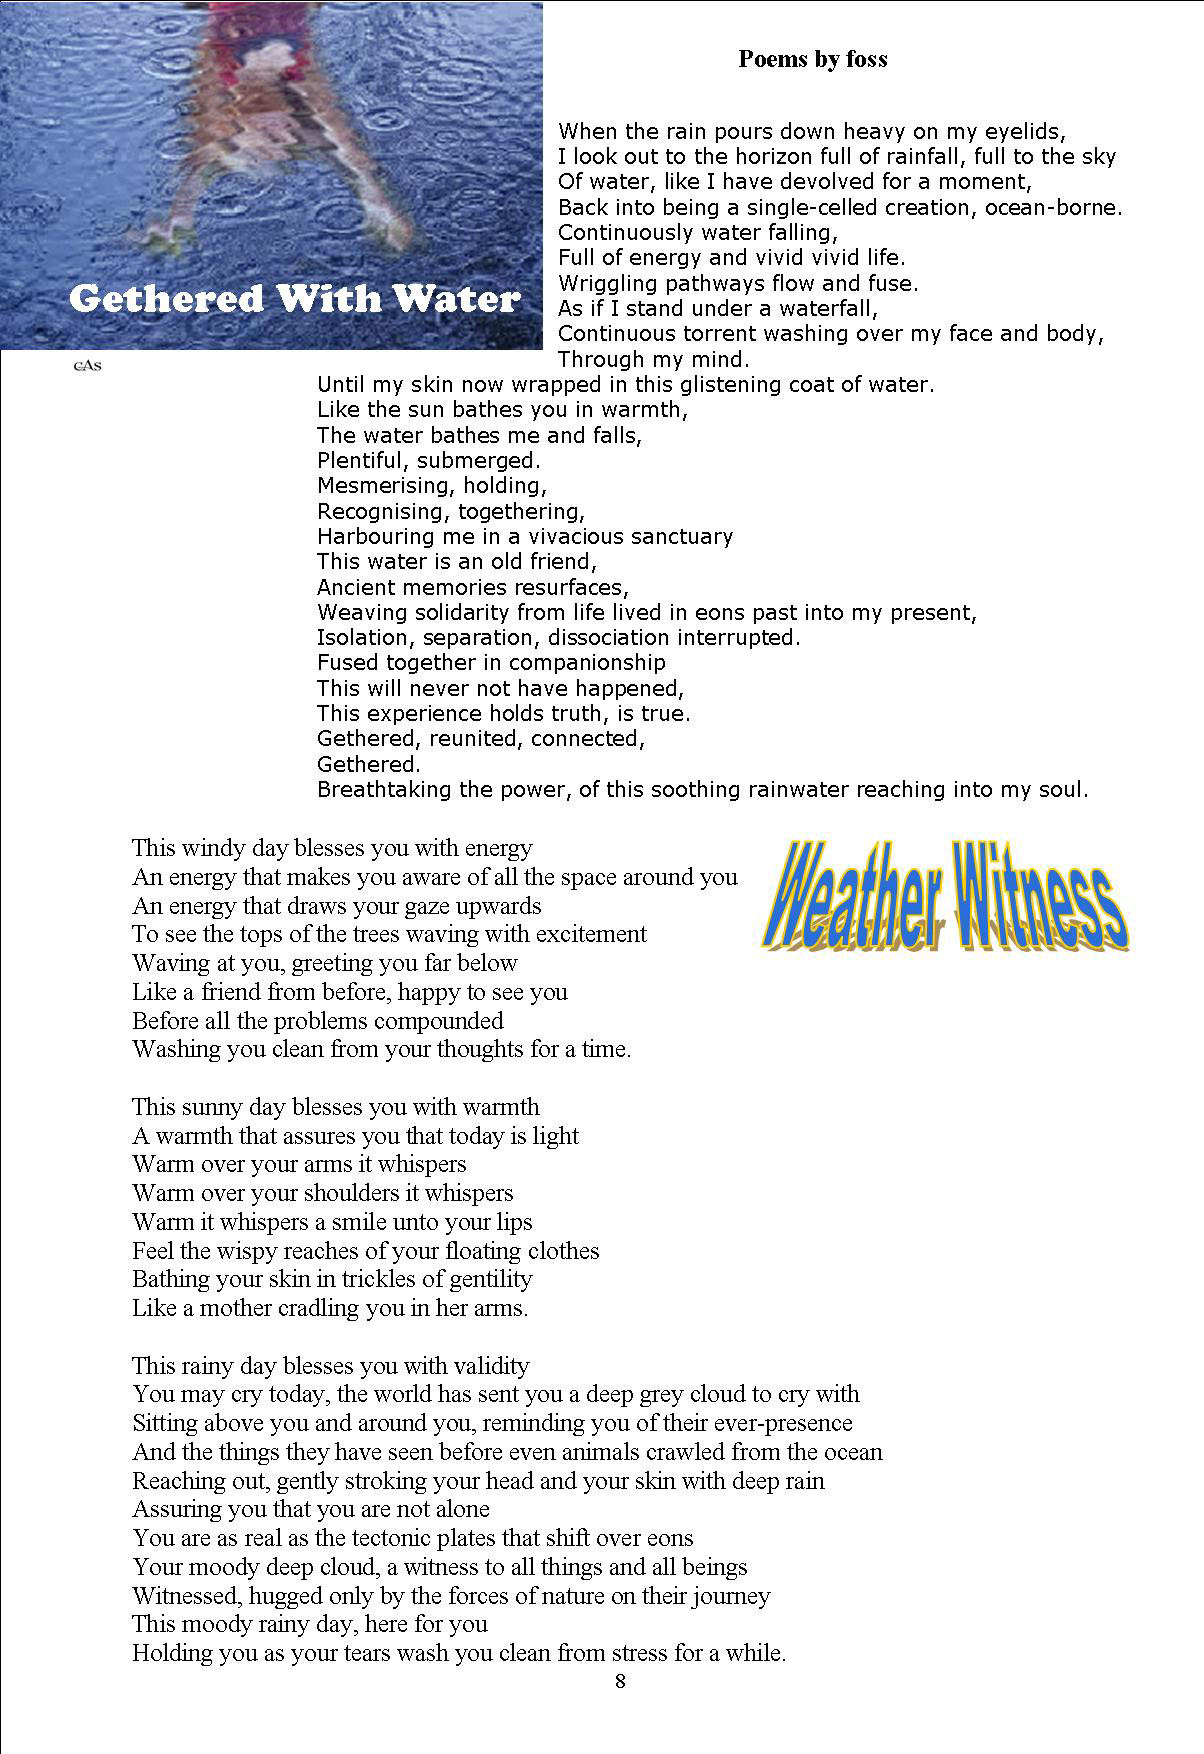 Poems by foss
Gethered With Water
cAs
When the rain pours down heavy on my eyelids,
I look out to the horizon full of rainfall, full to the sky
Of water, like I have devolved for a moment,
Back into being a single-celled creation, ocean-borne.
Continuously water falling,
Full of energy and vivid vivid life.
Wriggling pathways flow and fuse.
As if I stand under a waterfall,
Continuous torrent washing over my face and body,
Through my mind.
Until my skin now wrapped in this glistening coat of water.
Like the sun bathes you in warmth,
The water bathes me and falls,
Plentiful, submerged.
Mesmerising, holding,
Recognising, togethering,
Harbouring me in a vivacious sanctuary
This water is an old friend,
Ancient memories resurfaces,
Weaving solidarity from life lived in eons past into my present,
Isolation, separation, dissociation interrupted.
Fused together in companionship
This will never not have happened,
This experience holds truth, is true.
Gethered, reunited, connected,
Gethered.
Breathtaking the power, of this soothing rainwater reaching into my soul.
Weather Witness
This windy day blesses you with energy
An energy that makes you aware of all the space around you
An energy that draws your gaze upwards
To see the tops of the trees waving with excitement
Waving at you, greeting you far below
Like a friend from before, happy to see you
Before all the problems compounded
Washing you clean from your thoughts for a time.
This sunny day blesses you with warmth
A warmth that assures you that today is light
Warm over your arms it whispers
Warm over your shoulders it whispers
Warm it whispers a smile unto your lips
Feel the wispy reaches of your floating clothes
Bathing your skin in trickles of gentility
Like a mother cradling you in her arms.
This rainy day blesses you with validity
You may cry today, the world has sent you a deep grey cloud to cry with
Sitting above you and around you, reminding you of their ever-presence
And the things they have seen before even animals crawled from the ocean
Reaching out, gently stroking your head and your skin with deep rain
Assuring you that you are not alone
You are as real as the tectonic plates that shift over eons
Your moody deep cloud, a witness to all things and all beings
Witnessed, hugged only by the forces of nature on their journey
This moody rainy day, here for you
Holding you as your tears wash you clean from stress for a while.
8